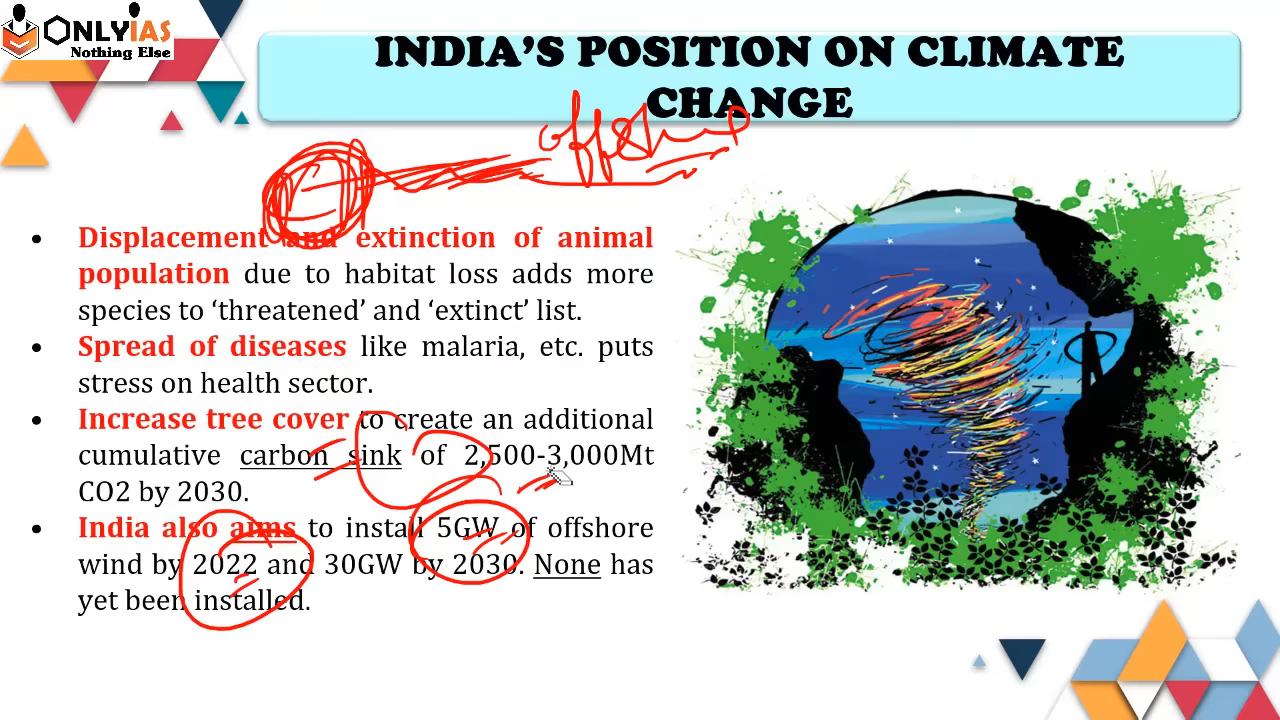 ONLYIAS
Nothing Else
INDIA’S POSITION ON CLIMATE
CHANGE
offshore
• Displacement and extinction of animal
population due to habitat loss adds more
species to ‘threatened’ and ‘extinct’ list.
• Spread of diseases like malaria, etc. puts
stress on health sector.
• Increase tree cover to create an additional
cumulative carbon sink of 2,500-3,000Mt
CO2 by 2030.
• India also aims to install 5GW of offshore
wind by 2022 and 30GW by 2030. None has
yet been installed.